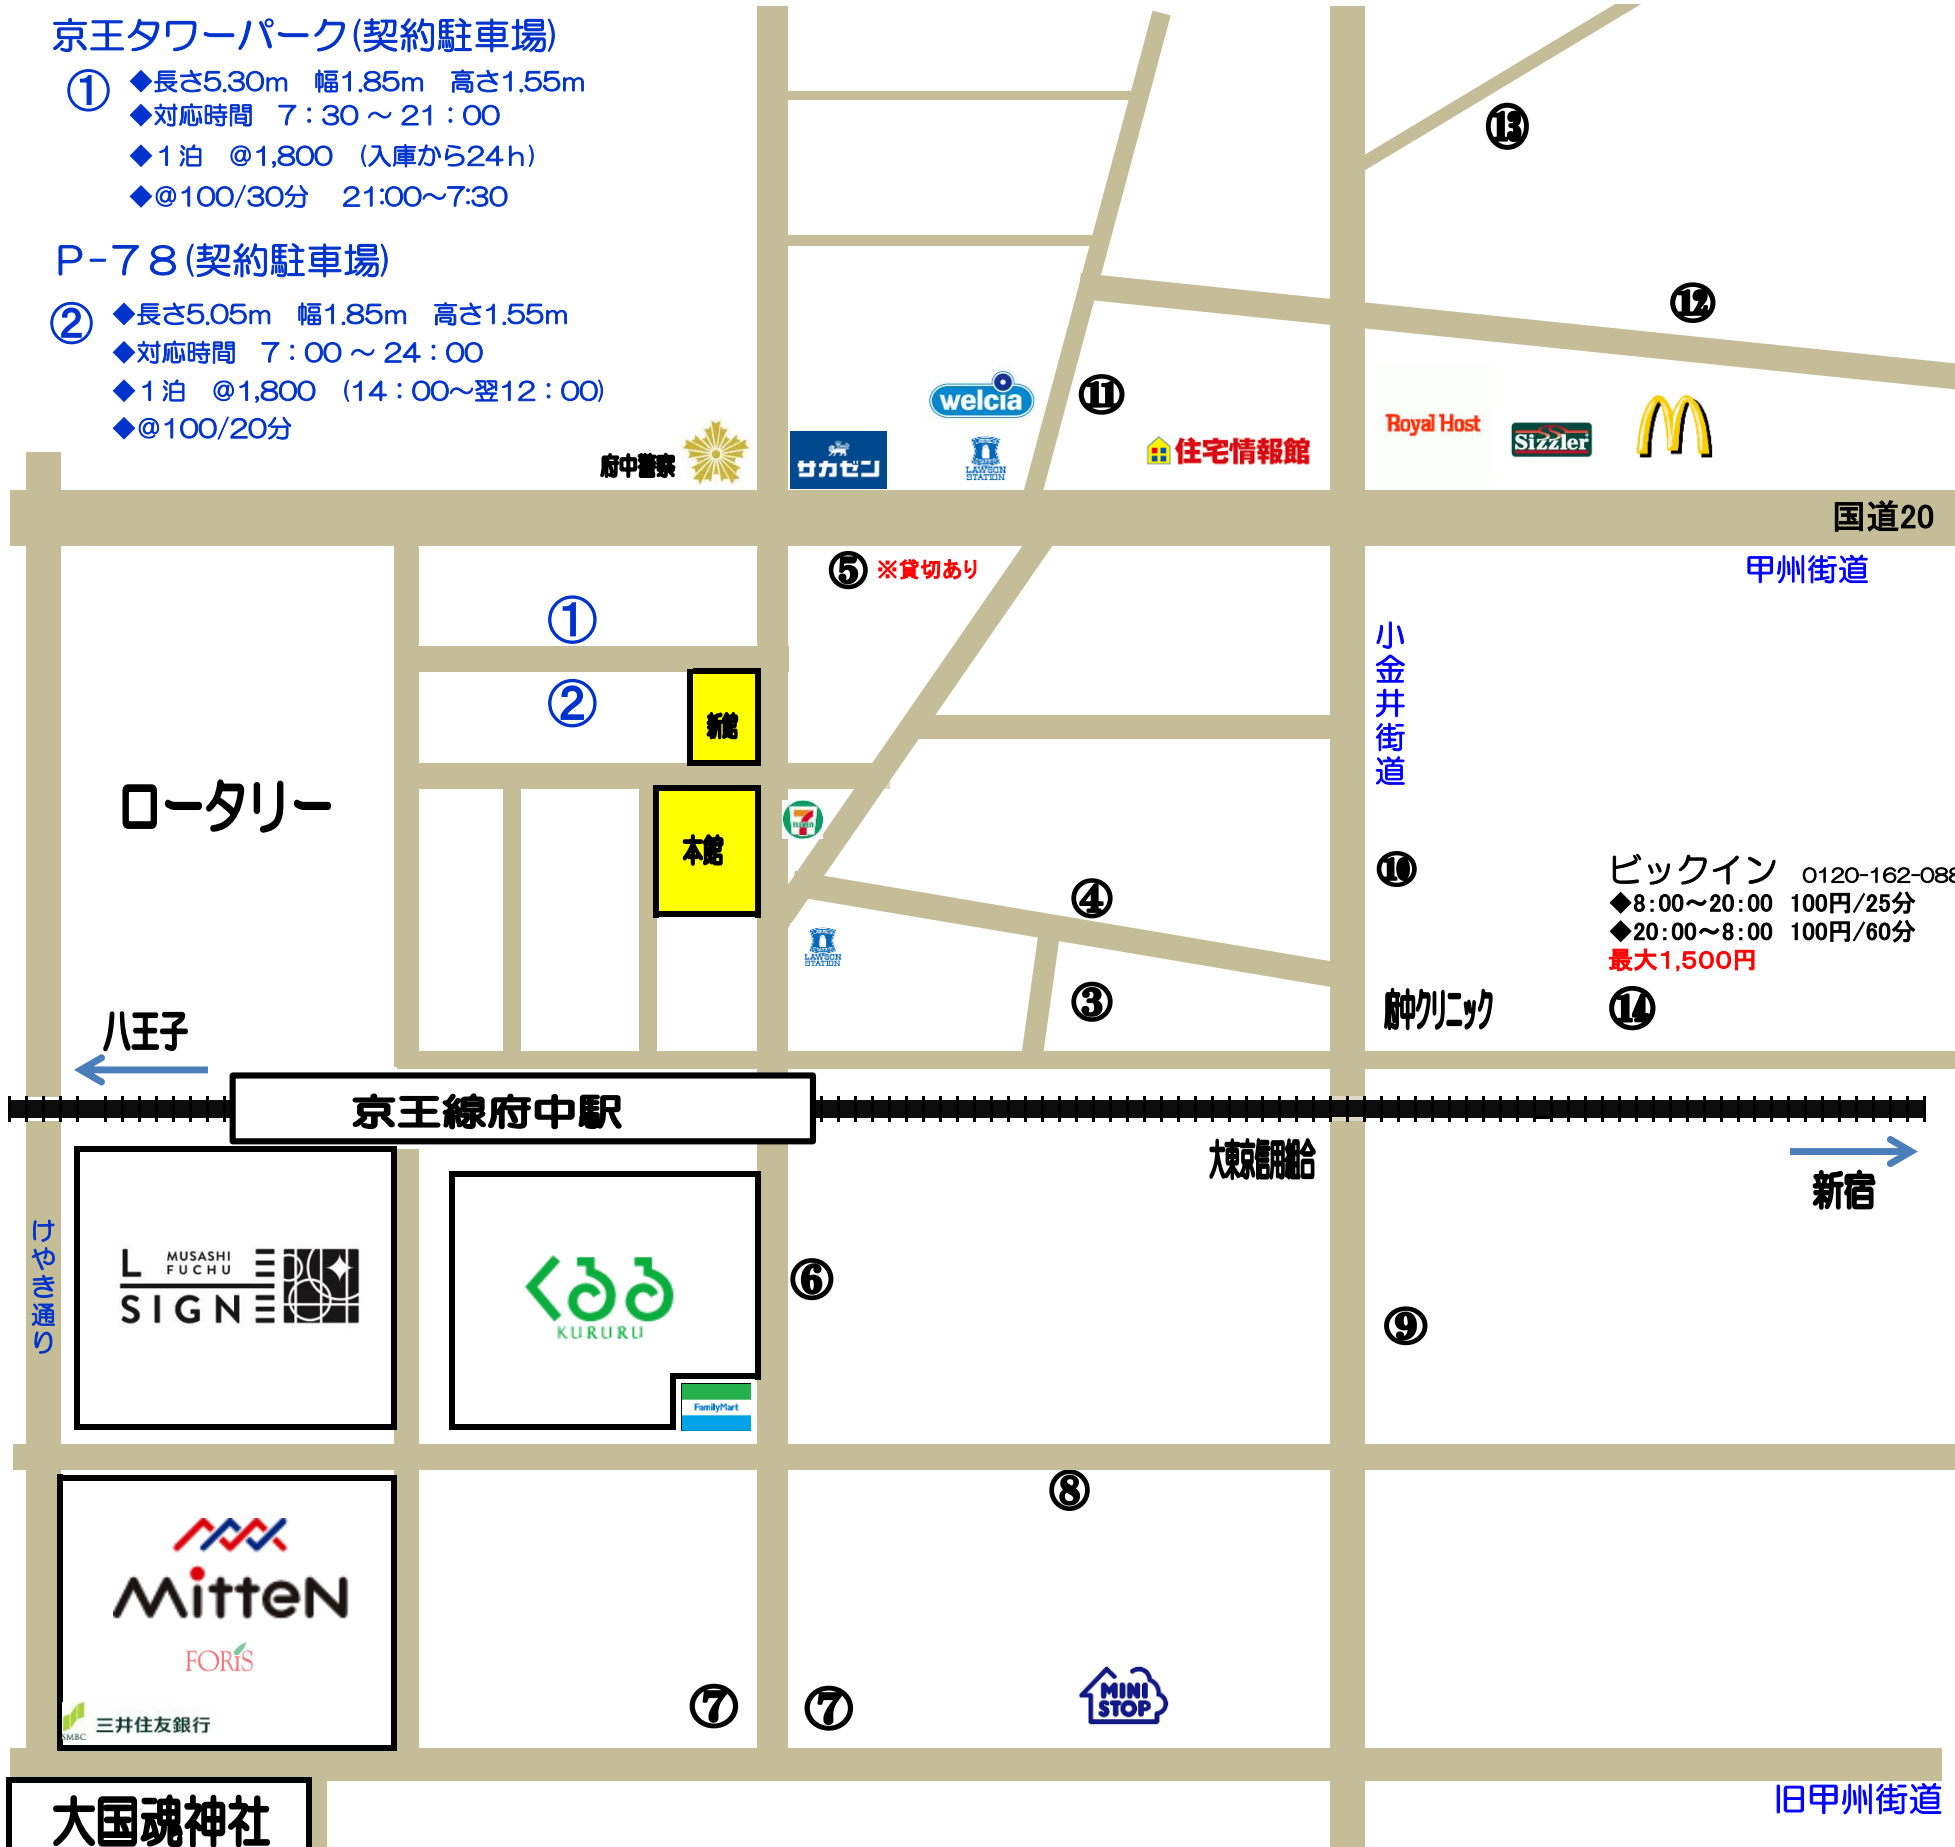 京王タワーパーク(契約駐車場)
① ◆長さ5.30m　幅1.85m　高さ1.55m
◆対応時間　7：30 ～ 21：00
◆１泊　@1,800　(入庫から24ｈ)
◆@100/30分　21:00～7:30
Ｐ-７８(契約駐車場)
② ◆長さ5.05m　幅1.85m　高さ1.55m
◆対応時間　7：00 ～ 24：00
◆１泊　@1,800　(14：00～翌12：00)
◆@100/20分
⑬
⑫
⑪
welcia
府中警察
サカゼン
LAWSON
STATION
住宅情報館
Royal Host
Sizzler
国道20
甲州街道
⑤ ※貸切あり
①
②
新館
小金井街道
ロータリー
本館
7
④
⑩
ビックイン　0120-162-088
◆8:00～20:00　100円/25分
◆20:00～8:00　100円/60分
最大1,500円
LAWSON
STATION
③
府中クリニック
⑭
八王子
京王線府中駅
大東京信用組合
新宿
けやき通り
MUSASHI
FUCHU
L
SIGNE
くるる
KURURU
⑥
⑨
FamilyMart
⑧
MitteN
FORIS
SMBC 三井住友銀行
⑦
⑦
MINI
STOP
旧甲州街道
大国魂神社